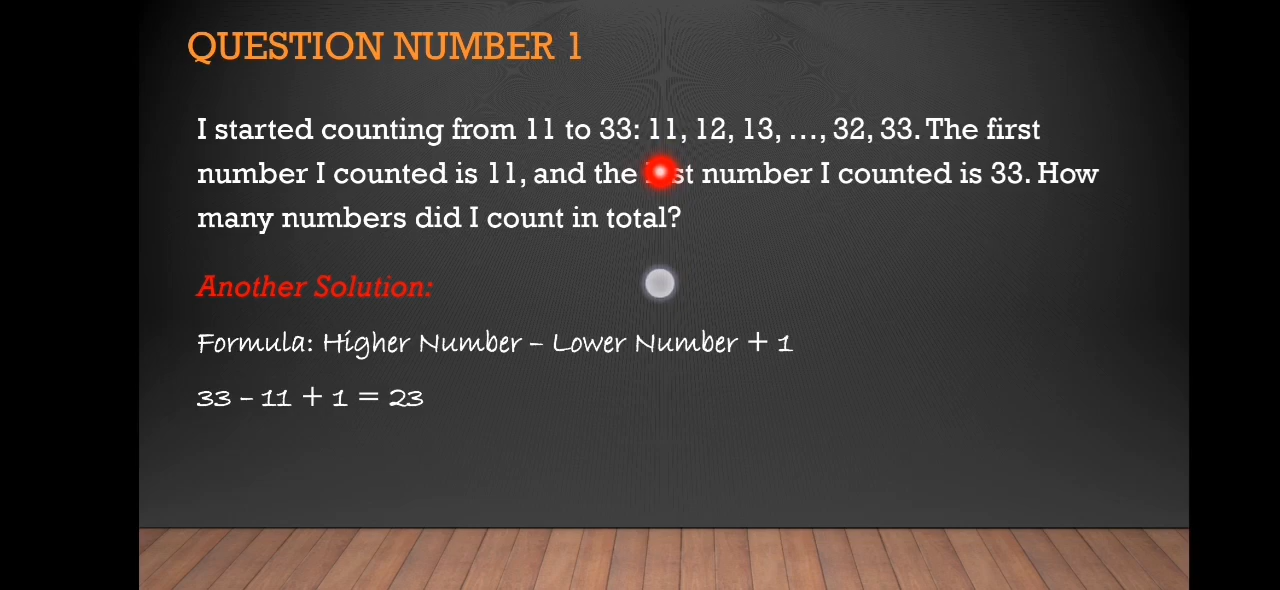 QUESTION NUMBER 1
I started counting from 11 to 33: 11, 12, 13, …, 32, 33. The first
number I counted is 11, and the last number I counted is 33. How
many numbers did I count in total?
Another Solution:
Formula: Higher Number – Lower Number + 1
33 – 11 + 1 = 23